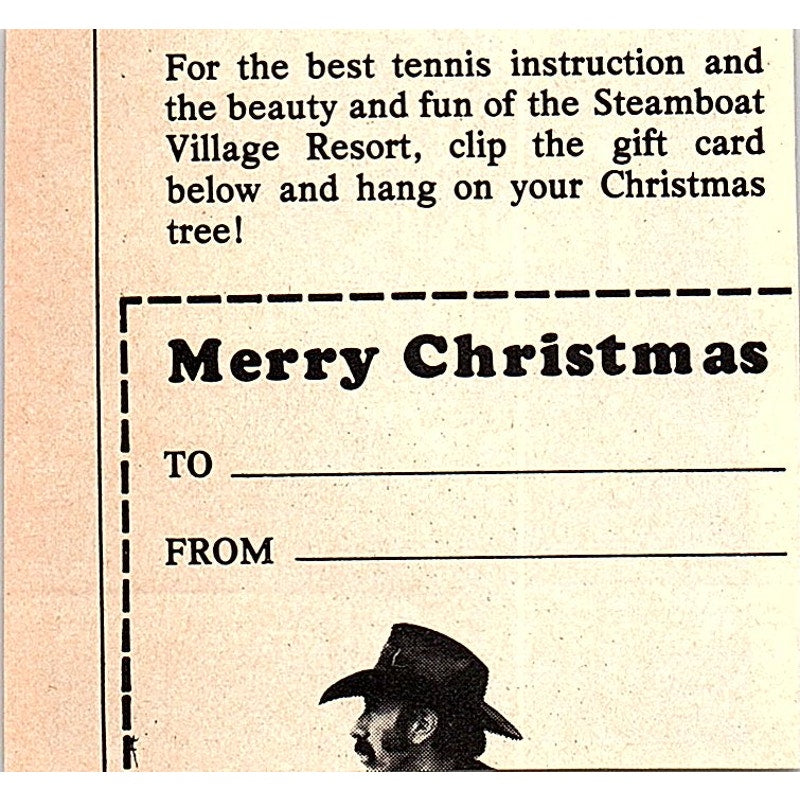 For the best tennis instruction and
the beauty and fun of the Steamboat
Village Resort, clip the gift card
below and hang on your Christmas
tree!
Merry Christmas
TO
FROM